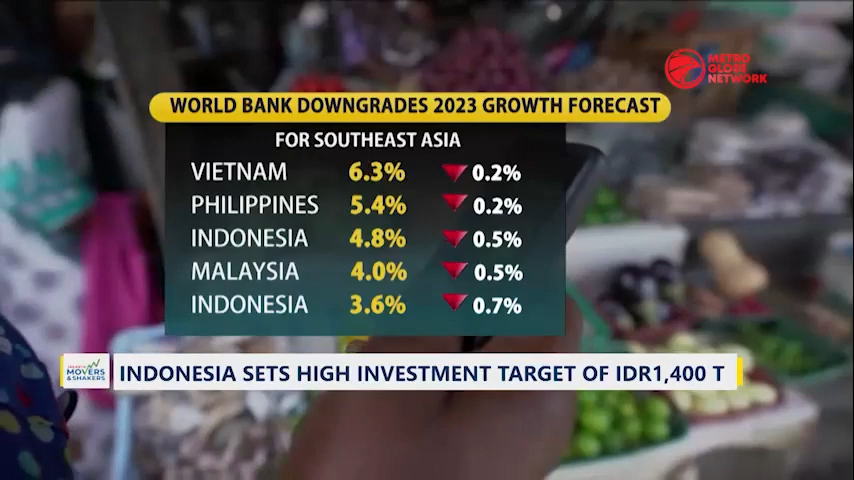 METRO
GLOBE
NETWORK
WORLD BANK DOWNGRADES 2023 GROWTH FORECAST
FOR SOUTHEAST ASIA
VIETNAM 6.3% 0.2%
PHILIPPINES 5.4% 0.2%
INDONESIA 4.8% 0.5%
MALAYSIA 4.0% 0.5%
INDONESIA 3.6% 0.7%
MOVERS
& SHAKERS
INDONESIA SETS HIGH INVESTMENT TARGET OF IDR1,400 T